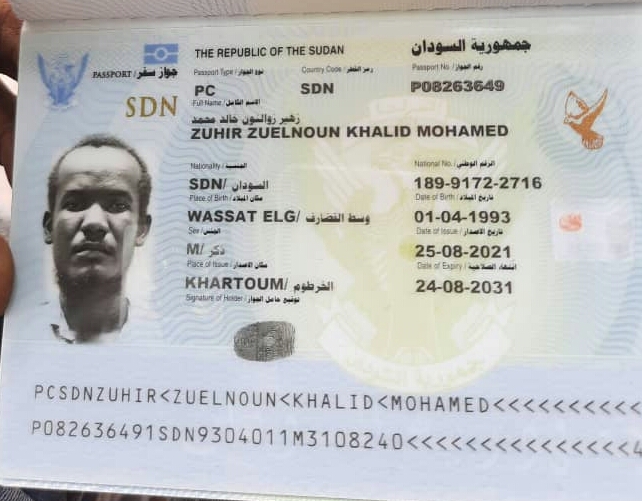 THE REPUBLIC OF THE SUDAN جمهورية السودان
PASSPORT / جواز سفر
Passport Type / نوع الجواز Country Code / رمز القطر Passport No. / رقم الجواز
PC SDN P08263649
SDN
Full Name / الاسم الكامل
زهير زوالنون خالد محمد
ZUHIR ZUELNOUN KHALID MOHAMED
Nationality / الجنسية National No. / الرقم الوطني
SDN/ السودان 189-9172-2716
Place of Birth / مكان الميلاد Date of Birth / تاريخ الميلاد
WASSAT ELG/ وسط القضارف 01-04-1993
Sex / الجنس Date of Issue / تاريخ الاصدار
M/ ذكر 25-08-2021
Place of Issue / مكان الاصدار Date of Expiry / انتهاء الصلاحية
KHARTOUM/ الخرطوم 24-08-2031
Signature of Holder / توقيع حامل الجواز
PCSDNZUHIR<ZUELNOUN<KHALID<MOHAMED<<<<<<<<<<
P082636491SDN9304011M3108240<<<<<<<<<<<<<<<4